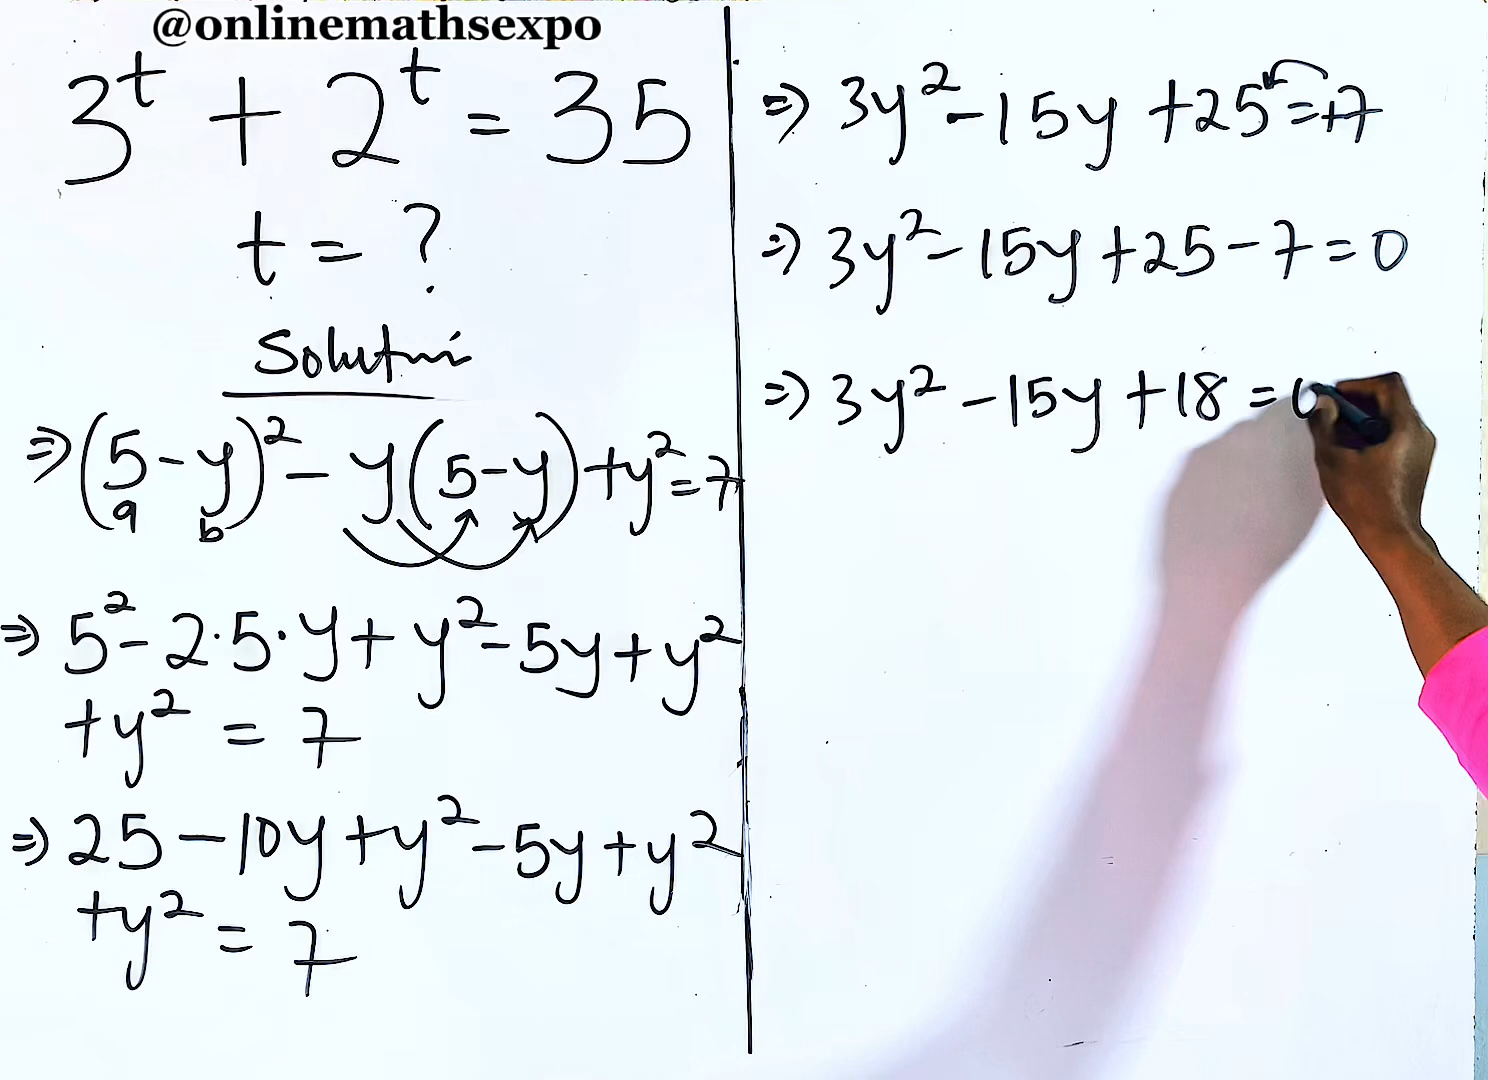 @onlinemathsexpo
3^t + 2^t = 35
t = ?
Solutni
⇒ (5 - y)² - y(5 - y) + y² = 7
a b
⇒ 5² - 2·5·y + y² - 5y + y²
+ y² = 7
⇒ 25 - 10y + y² - 5y + y²
+ y² = 7
⇒ 3y² - 15y + 25 = +7
⇒ 3y² - 15y + 25 - 7 = 0
⇒ 3y² - 15y + 18 = 0